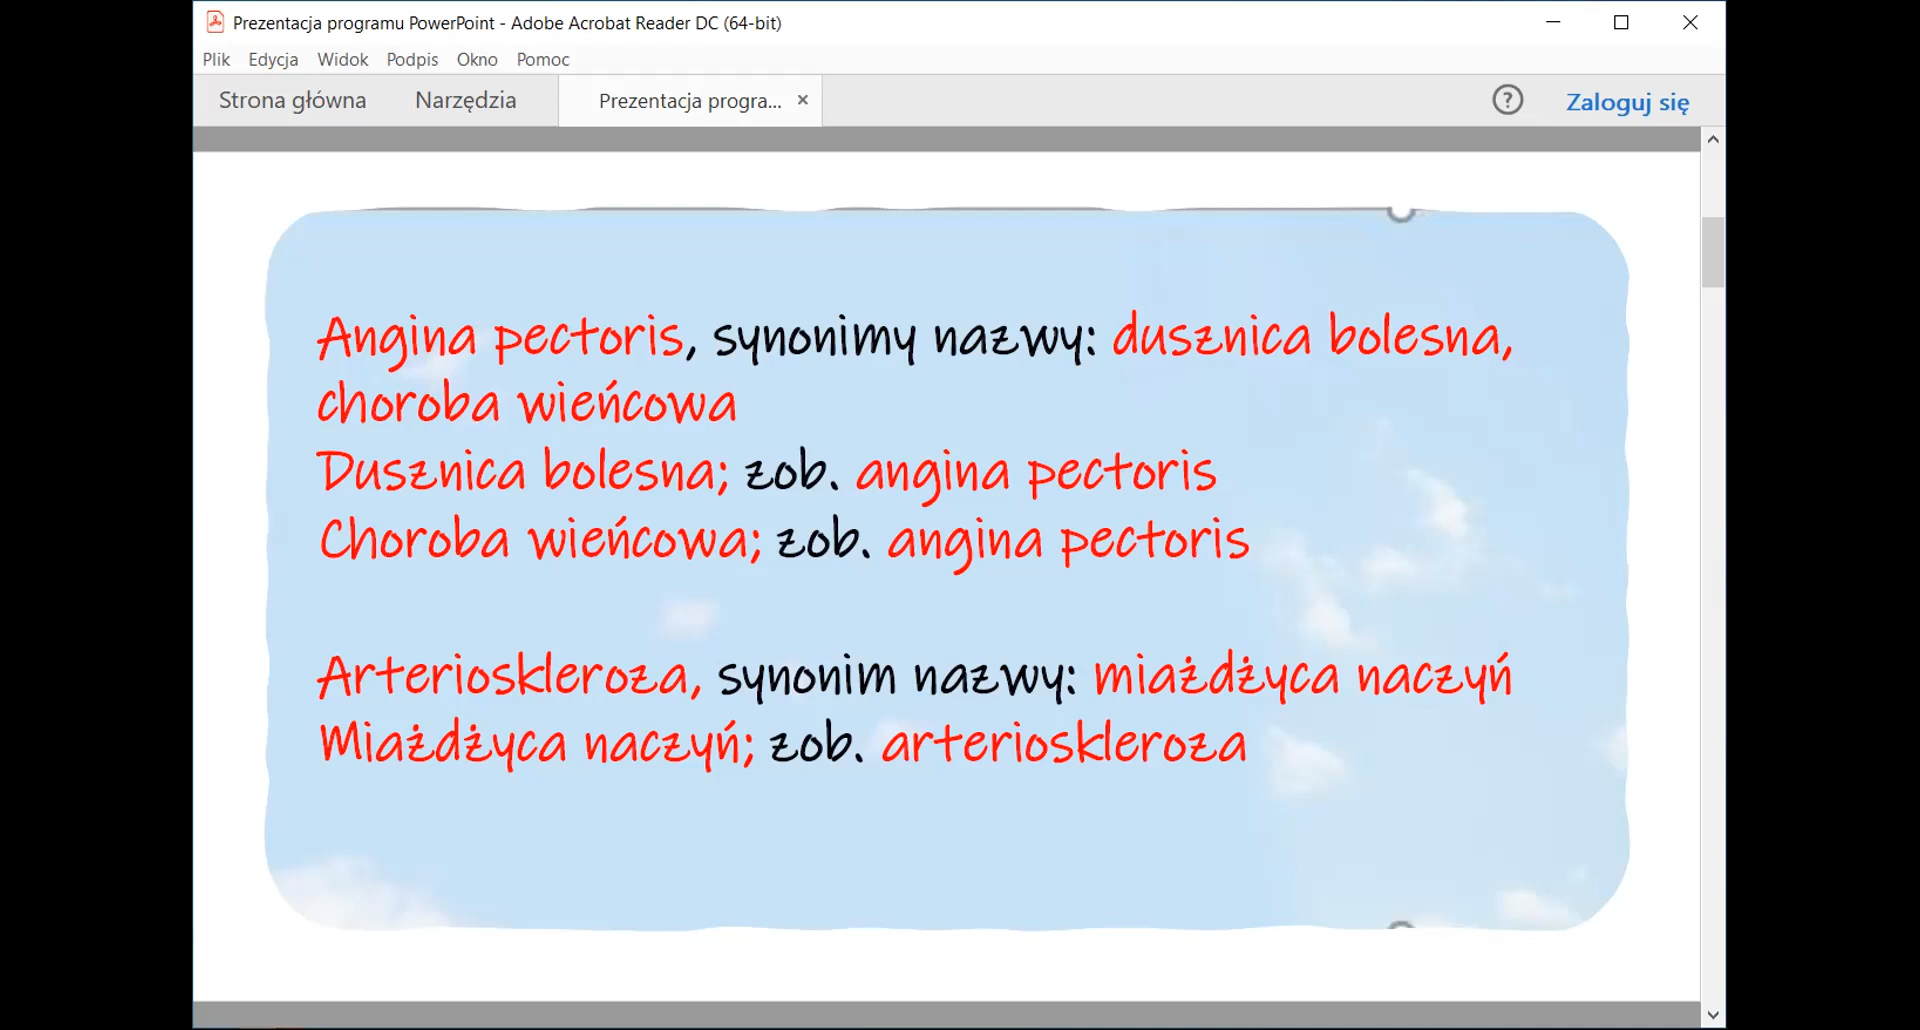 Prezentacja programu PowerPoint - Adobe Acrobat Reader DC (64-bit)
Plik Edycja Widok Podpis Okno Pomoc
Strona główna Narzędzia Prezentacja progra... Zaloguj się
Angina pectoris, synonimy nazwy: dusznica bolesna,
choroba wieńcowa
Dusznica bolesna; zob. angina pectoris
Choroba wieńcowa; zob. angina pectoris
Arterioskleroza, synonim nazwy: miażdżyca naczyń
Miażdżyca naczyń; zob. arterioskleroza